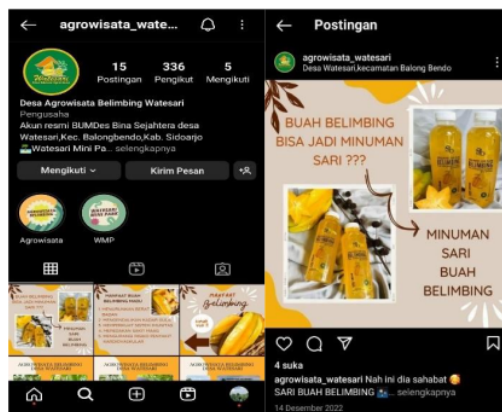 agrowisata_wate...
15
336
5
Postingan
Pengikut
Mengikuti
Desa Agrowisata Belimbing Watesari
Pengusaha
Akun resmi BUMDes Bina Sejahtera desa
Watesari,Kec. Balongbendo,Kab. Sidoarjo
Watesari Mini Pa... selengkapnya
Mengikuti
Kirim Pesan
Agrowisata
WMP
MANFAAT BUAH
Belimbing
Postingan
agrowisata_watesari
Desa Watesari,kecamatan Balong Bendo
BUAH BELIMBING
BISA JADI MINUMAN
SARI ???
MINUMAN
SARI
BUAH
BELIMBING
4 suka
agrowisata_watesari Nah ini dia sahabat
SARI BUAH BELIMBING ... selengkapnya
14 Desember 2022